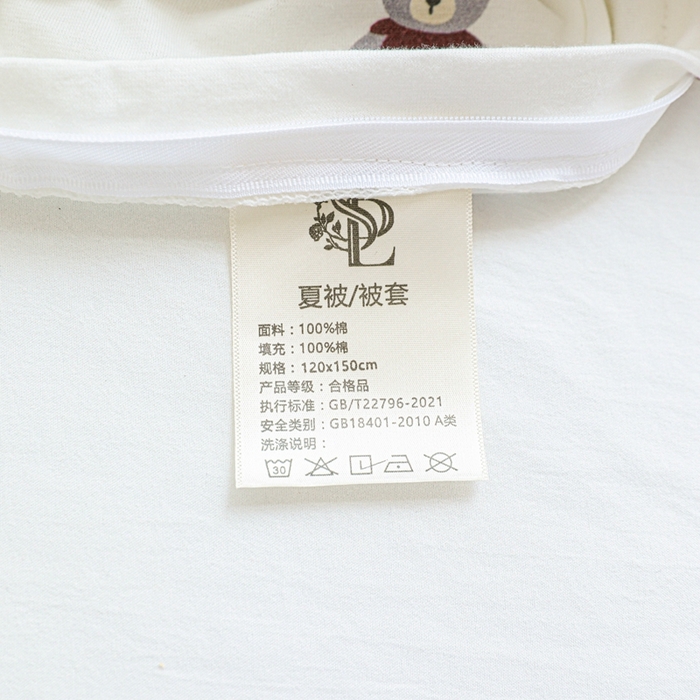 SL
夏被/被套
面料：100%棉
填充：100%棉
规格：120x150cm
产品等级：合格品
执行标准：GB/T22796-2021
安全类别：GB18401-2010 A类
洗涤说明：
30